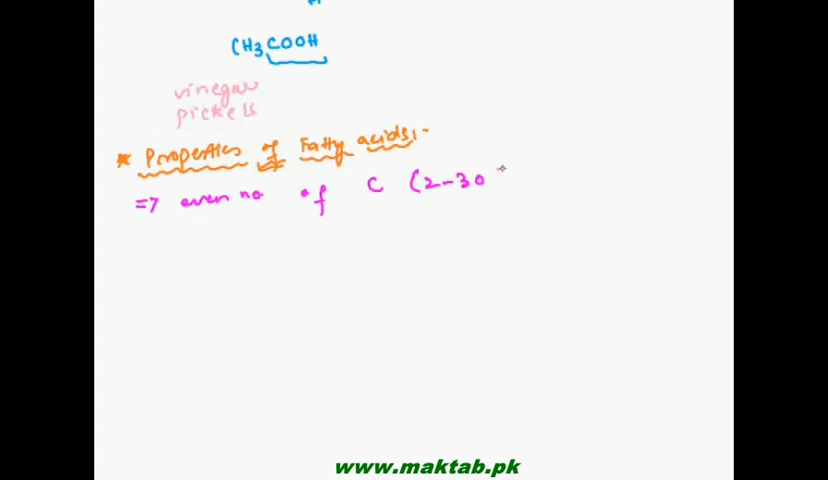 CH3COOH
vinegar
pickels
* Properties of Fatty acids:-
=> even no of C (2-30
www.maktab.pk